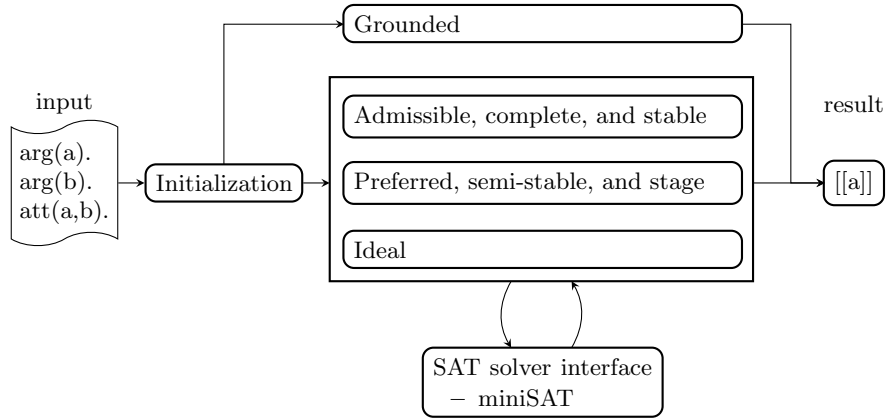 Grounded
input
arg(a).
arg(b).
att(a,b).
Initialization
Admissible, complete, and stable
Preferred, semi-stable, and stage
Ideal
result
[[a]]
SAT solver interface
– miniSAT